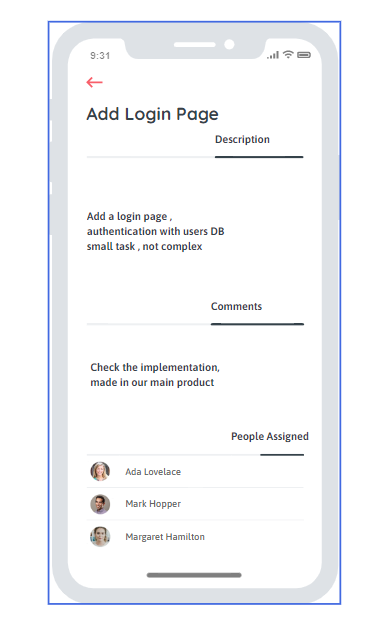 9:31
Add Login Page
Description
Add a login page ,
authentication with users DB
small task , not complex
Comments
Check the implementation,
made in our main product
People Assigned
Ada Lovelace
Mark Hopper
Margaret Hamilton